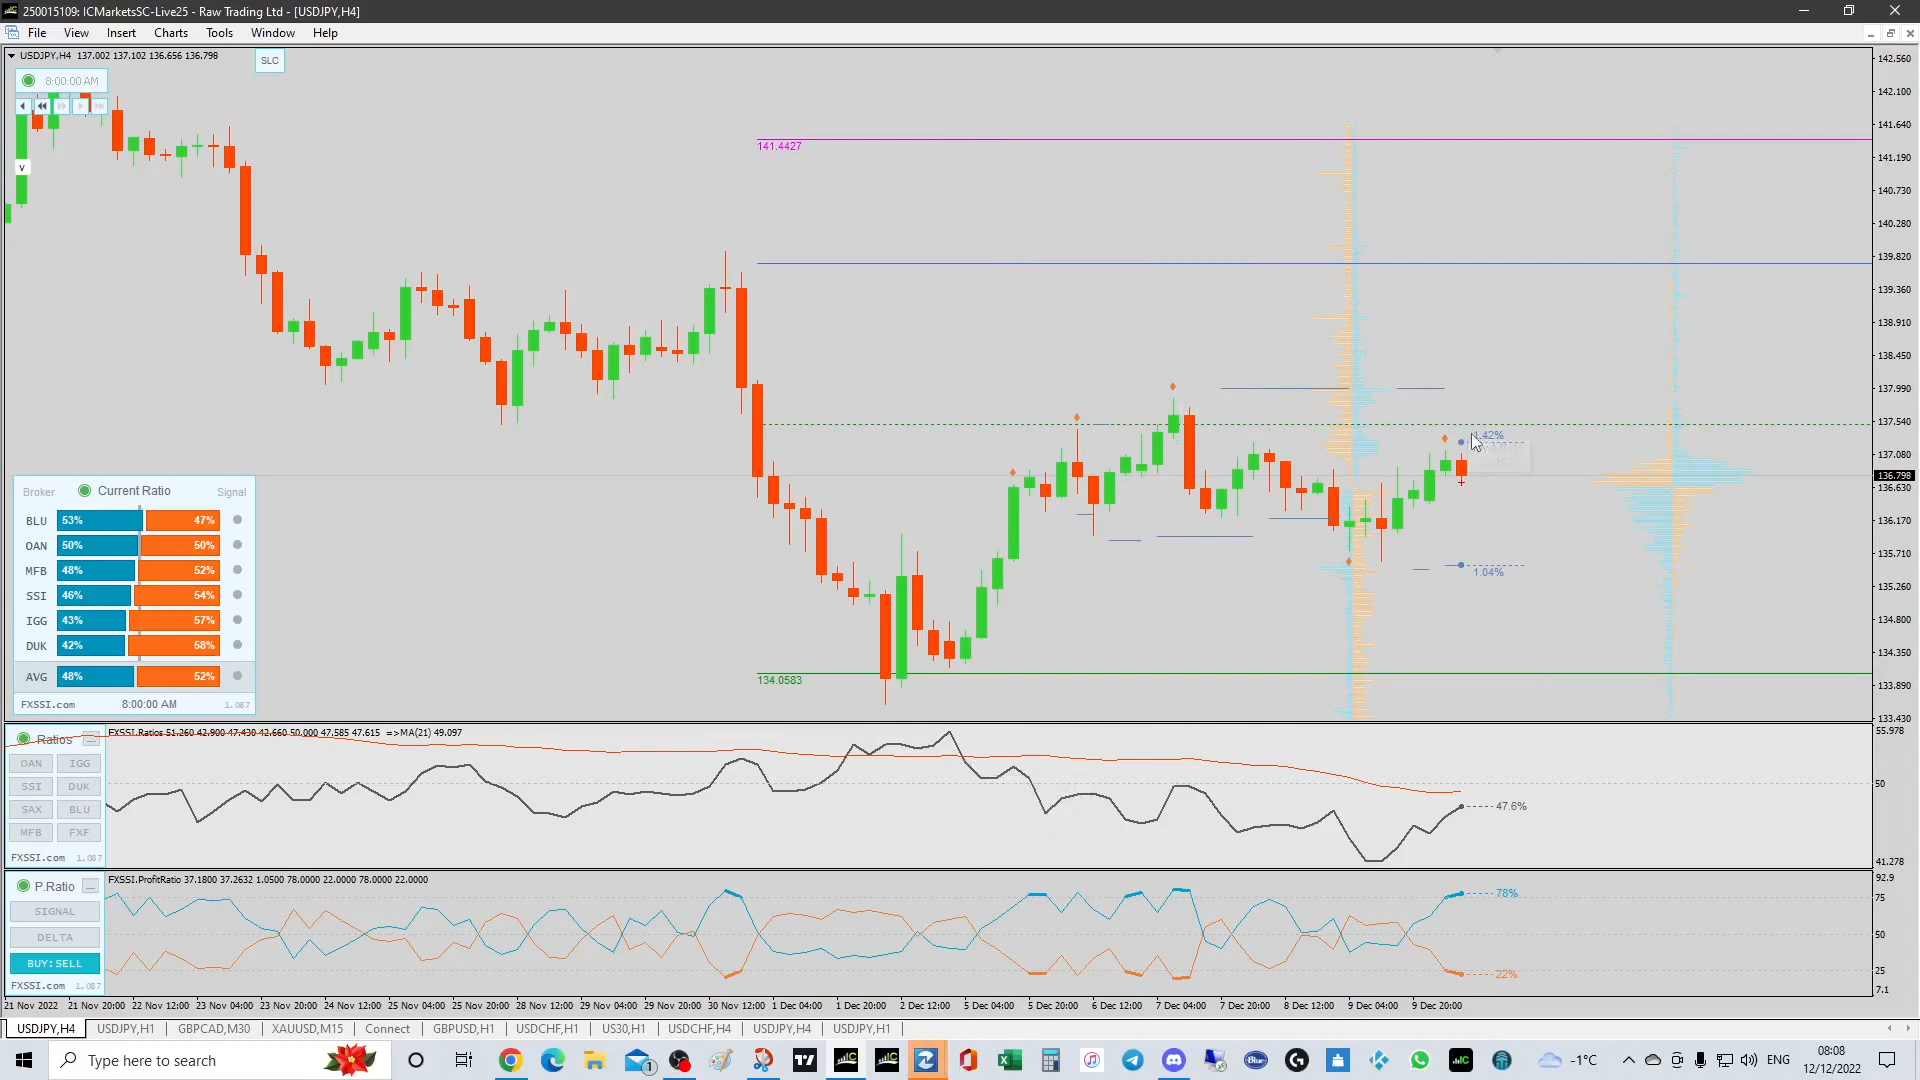 250015109: ICMarketsSC-Live25 - Raw Trading Ltd - [USDJPY,H4]
File View Insert Charts Tools Window Help
USDJPY,H4 137.002 137.102 136.656 136.798
SLC
8:00:00 AM
v
142.560
142.100
141.640
141.190
140.730
140.280
139.820
139.360
138.910
138.450
137.990
137.540
137.080
136.798
136.630
136.170
135.710
135.260
134.800
134.350
133.890
133.430
141.4427
134.0583
1.04%
Broker Current Ratio Signal
BLU 53% 47%
OAN 50% 50%
MFB 48% 52%
SSI 46% 54%
IGG 43% 57%
DUK 42% 58%
AVG 48% 52%
FXSSI.com 8:00:00 AM 1.087
Ratios
FXSSI.Ratios 51.260 42.900 47.430 42.660 50.000 47.585 47.615 =>MA(21) 49.097
OAN IGG
SSI DUK
SAX BLU
MFB FXF
FXSSI.com 1.087
47.6%
55.978
50
41.278
P.Ratio
FXSSI.ProfitRatio 37.1800 37.2632 1.0500 78.0000 22.0000 78.0000 22.0000
SIGNAL
DELTA
BUY:SELL
FXSSI.com 1.087
78%
22%
92.9
75
50
25
7.1
21 Nov 2022 21 Nov 20:00 22 Nov 12:00 23 Nov 04:00 23 Nov 20:00 24 Nov 12:00 25 Nov 04:00 25 Nov 20:00 28 Nov 12:00 29 Nov 04:00 29 Nov 20:00 30 Nov 12:00 1 Dec 04:00 1 Dec 20:00 2 Dec 12:00 5 Dec 04:00 5 Dec 20:00 6 Dec 12:00 7 Dec 04:00 7 Dec 20:00 8 Dec 12:00 9 Dec 04:00 9 Dec 20:00
USDJPY,H4 USDJPY,H1 GBPCAD,M30 XAUUSD,M15 Connect GBPUSD,H1 USDCHF,H1 US30,H1 USDCHF,H4 USDJPY,H4 USDJPY,H1
Type here to search
-1°C
ENG
08:08
12/12/2022